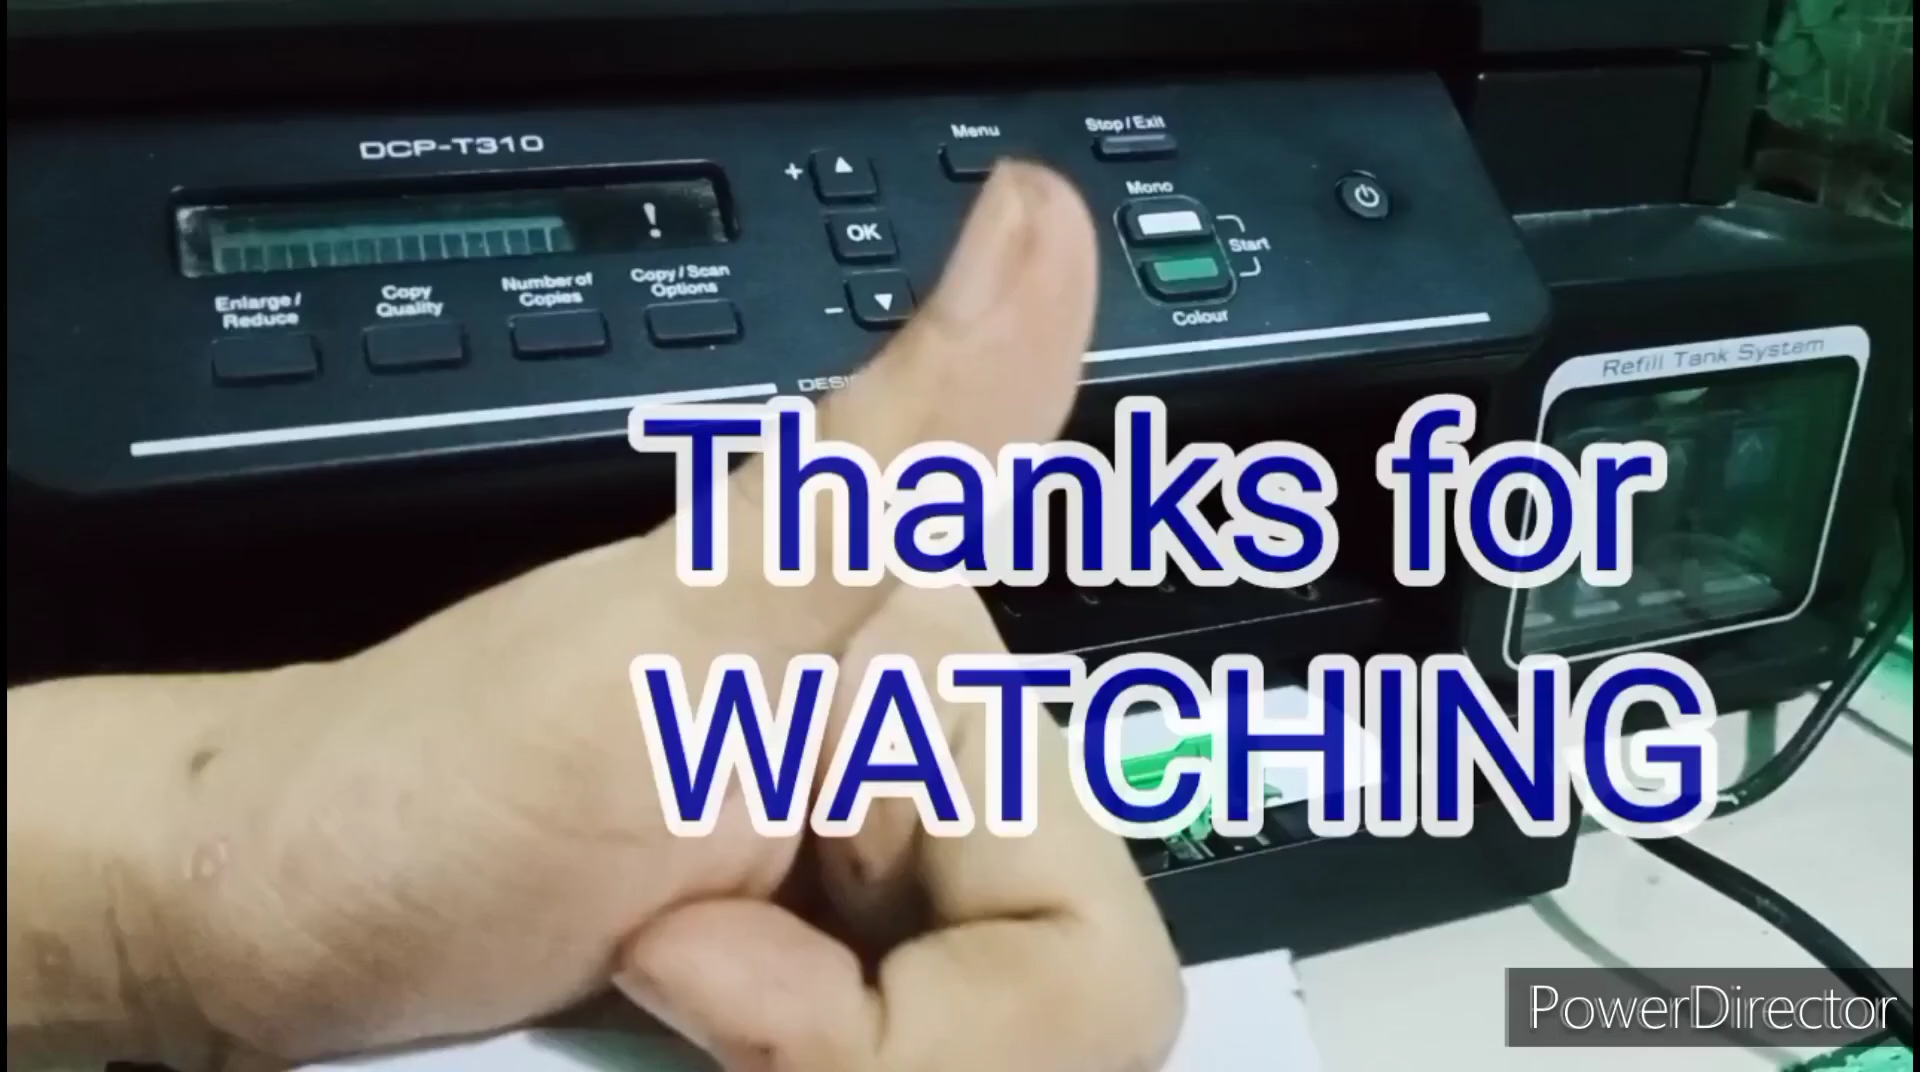 DCP-T310
Menu
Stop / Exit
Mono
+
OK
!
Start
Enlarge /
Reduce
Copy
Quality
Number of
Copies
Copy / Scan
Options
-
Colour
Refill Tank System
Thanks for
WATCHING
PowerDirector